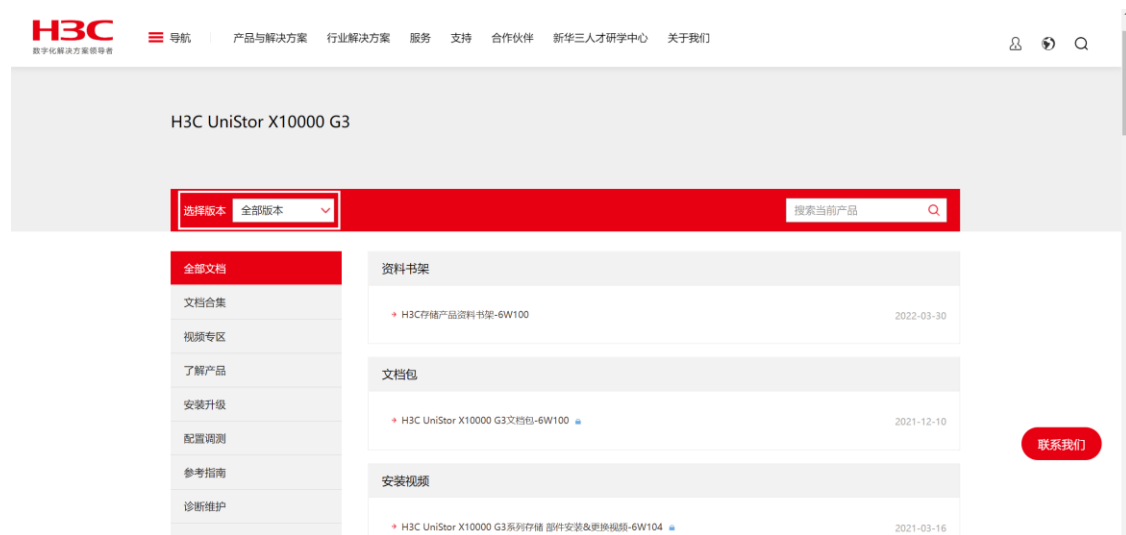 H3C
数字化解决方案领导者
导航
产品与解决方案 行业解决方案 服务 支持 合作伙伴 新华三人才研学中心 关于我们
H3C UniStor X10000 G3
选择版本 全部版本
搜索当前产品
全部文档
文档合集
视频专区
了解产品
安装升级
配置调测
参考指南
诊断维护
资料书架
H3C存储产品资料书架-6W100 2022-03-30
文档包
H3C UniStor X10000 G3文档包-6W100 2021-12-10
安装视频
H3C UniStor X10000 G3系列存储 部件安装&更换视频-6W104 2021-03-16
联系我们